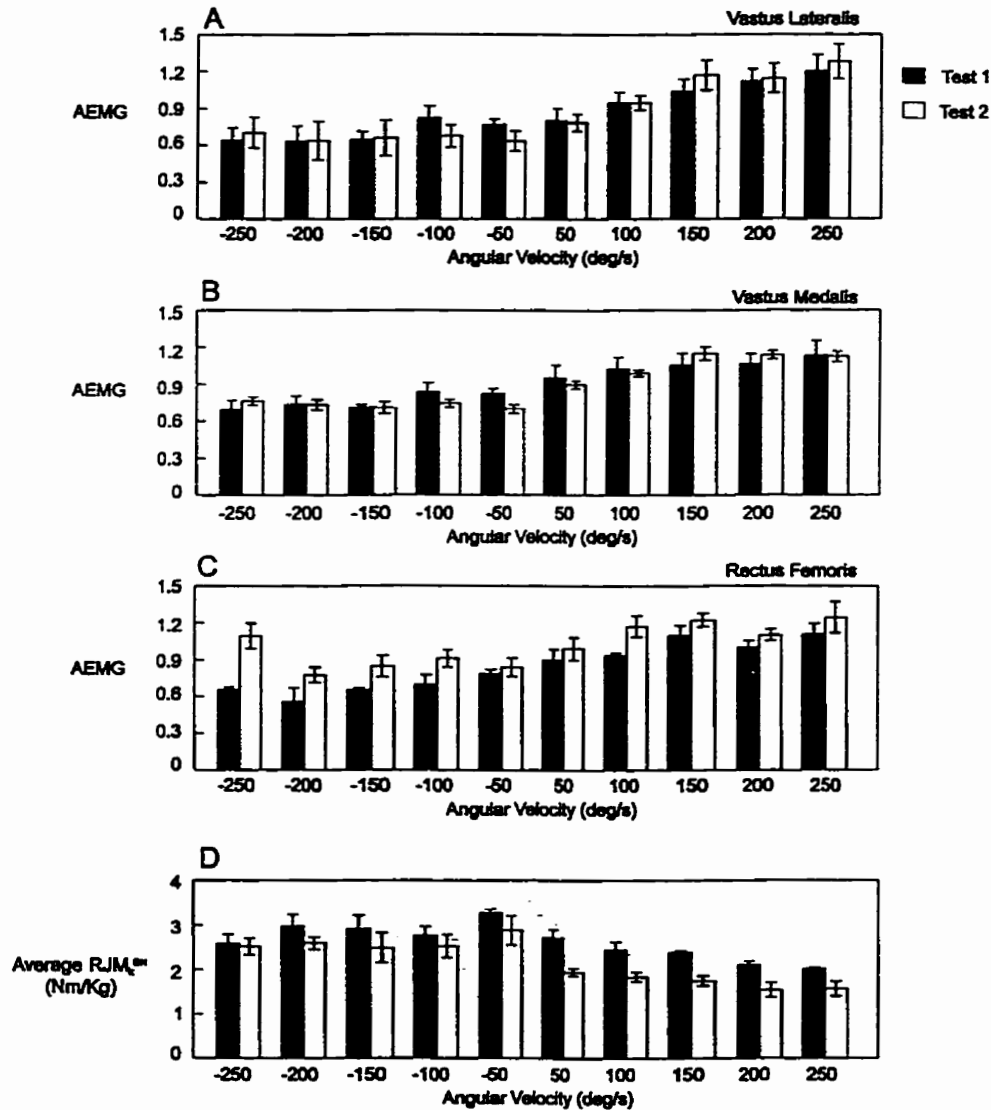 A
Vastus Lateralis
1.5
1.2
0.9
0.6
0.3
0
AEMG
Test 1
Test 2
-250 -200 -150 -100 -50 50 100 150 200 250
Angular Velocity (deg/s)
B
Vastus Medalis
1.5
1.2
0.9
0.6
0.3
0
AEMG
-250 -200 -150 -100 -50 50 100 150 200 250
Angular Velocity (deg/s)
C
Rectus Femoris
1.5
1.2
0.9
0.6
0.3
0
AEMG
-250 -200 -150 -100 -50 50 100 150 200 250
Angular Velocity (deg/s)
D
4
3
2
1
0
Average
(Nm/Kg)
-250 -200 -150 -100 -50 50 100 150 200 250
Angular Velocity (deg/s)